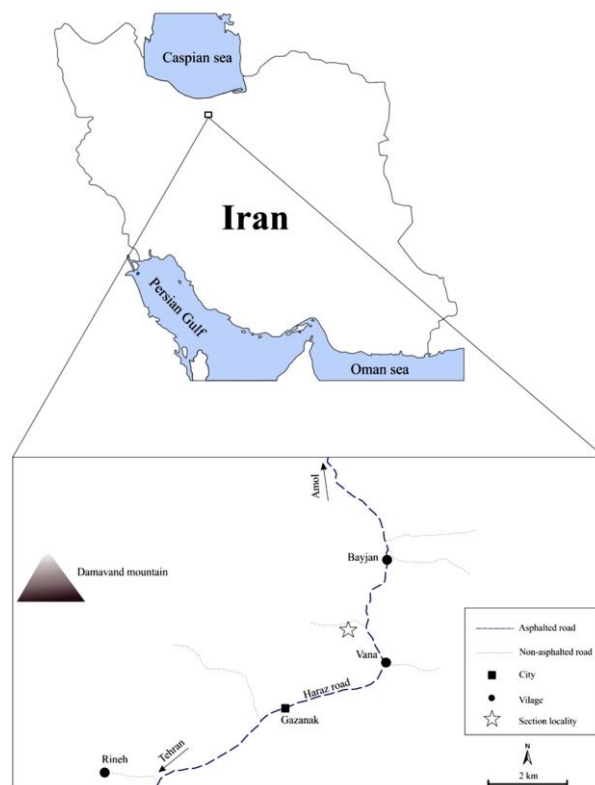 Caspian sea
Iran
Persian Gulf
Oman sea
Amol
Bayjan
Damavand mountain
Vana
Haraz road
Gazanak
Tehran
Rineh
Asphalted road
Non-asphalted road
City
Vilage
Section locality
N
2 km